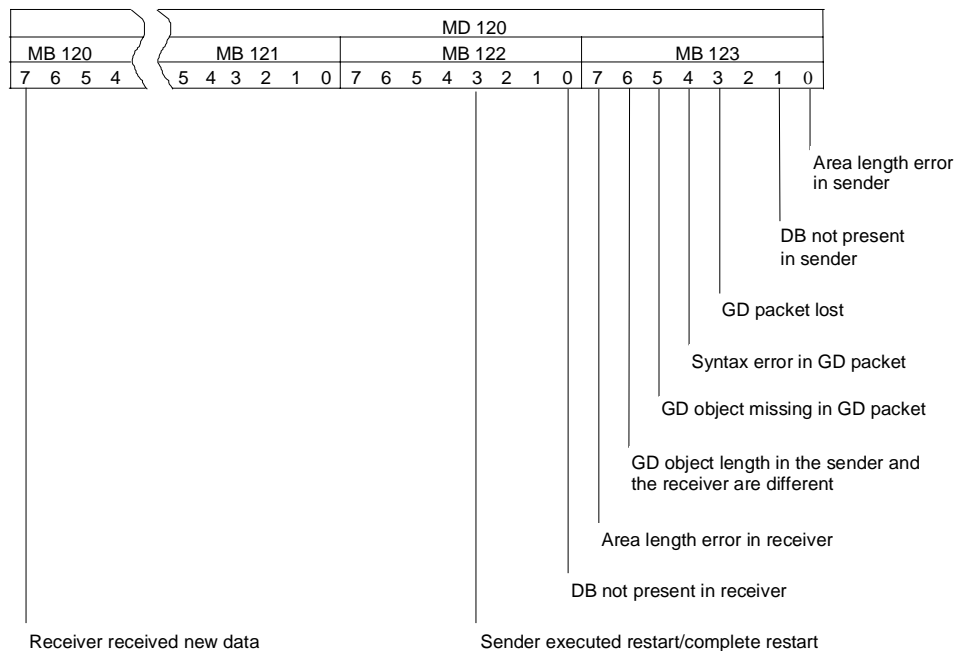 MD 120
MB 120 MB 121 MB 122 MB 123
7 6 5 4 5 4 3 2 1 0 7 6 5 4 3 2 1 0 7 6 5 4 3 2 1 0
Area length error
in sender
DB not present
in sender
GD packet lost
Syntax error in GD packet
GD object missing in GD packet
GD object length in the sender and
the receiver are different
Area length error in receiver
DB not present in receiver
Receiver received new data Sender executed restart/complete restart